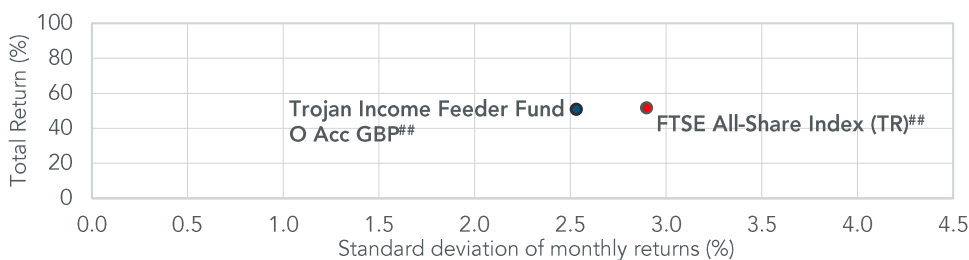 Total Return (%)
100
80
60
40
20
0
Trojan Income Feeder Fund
O Acc GBP##
FTSE All-Share Index (TR)##
0.0 0.5 1.0 1.5 2.0 2.5 3.0 3.5 4.0 4.5
Standard deviation of monthly returns (%)